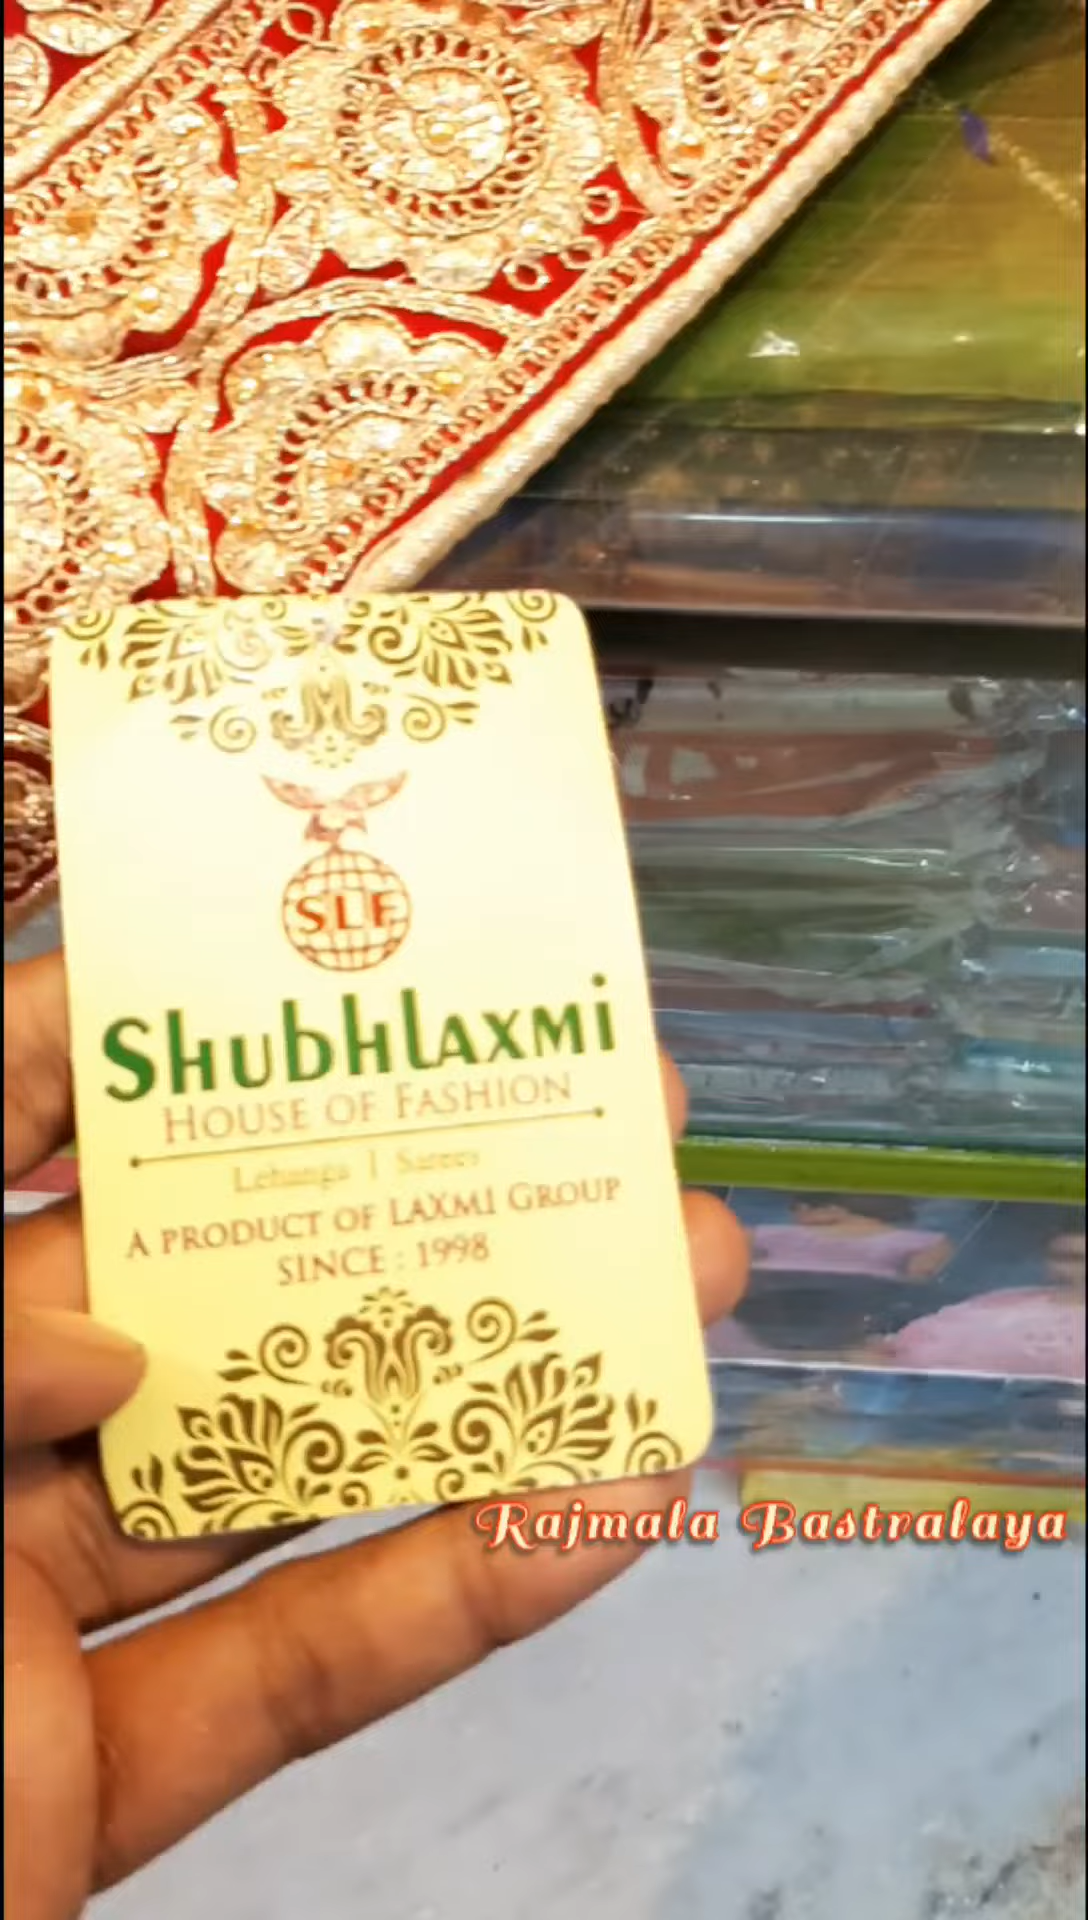 SLF
Shubhlaxmi
House of Fashion
Lehanga | Sarees
A product of Laxmi Group
Since : 1998
Rajmala Bastralaya